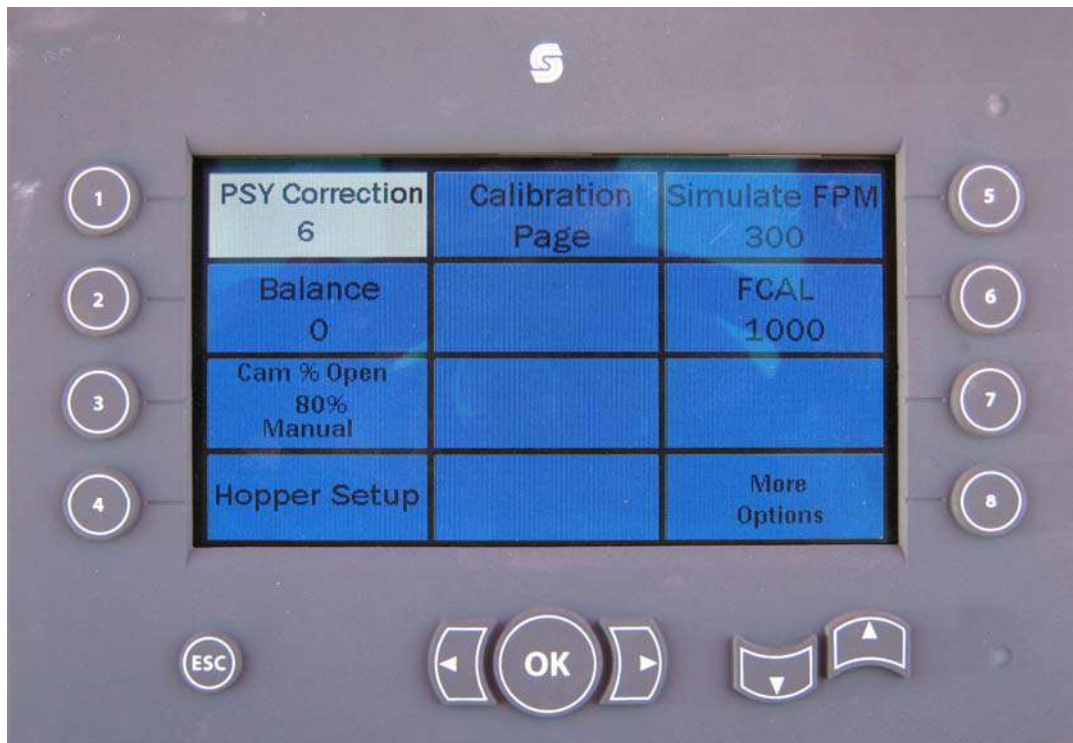 1
2
3
4
PSY Correction
6
Calibration
Page
Simulate FPM
300
Balance
0
FCAL
1000
Cam % Open
80%
Manual
Hopper Setup
More
Options
5
6
7
8
ESC
OK